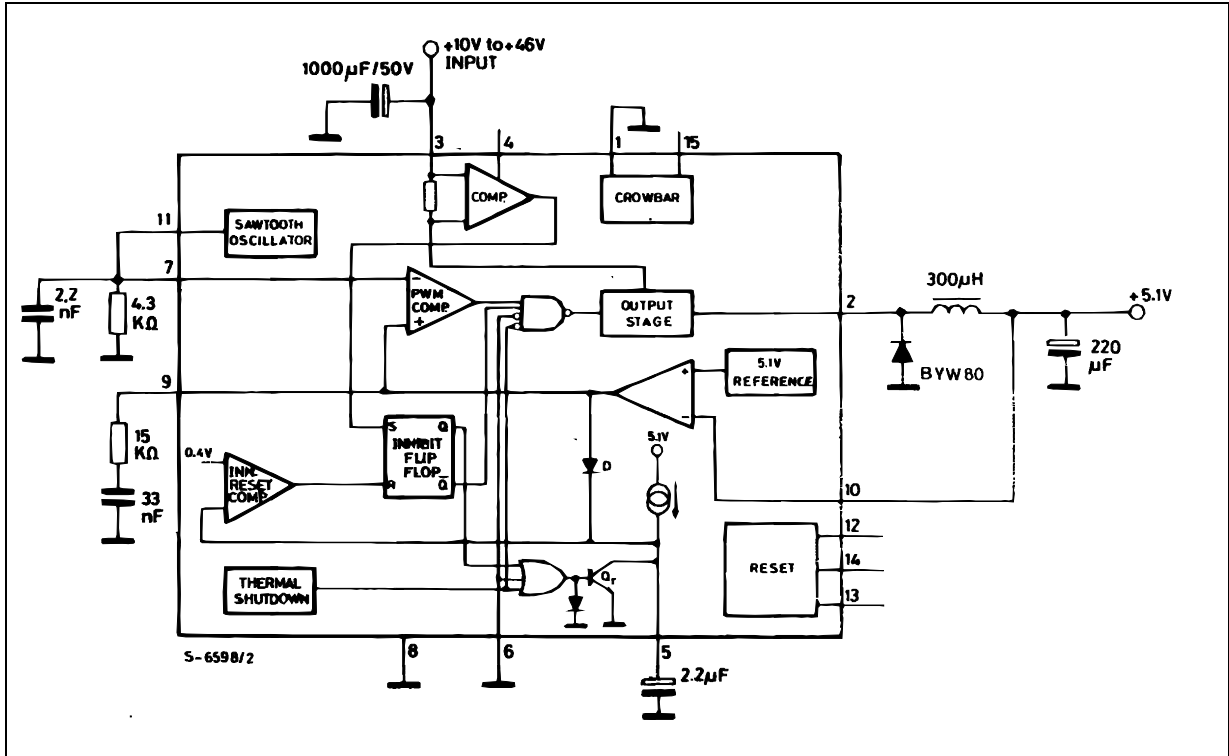 +10V to+46V
INPUT
1000µF/50V
3
4
1
15
COMP.
CROWBAR
11
SAWTOOTH
OSCILLATOR
7
2.2
nF
4.3
KΩ
-
PWM
COMP.
+
OUTPUT
STAGE
2
300µH
+5.1V
BYW80
220
µF
9
+
-
5.1V
REFERENCE
15
KΩ
33
nF
0.4V
INH.
RESET
COMP.
S
Q
INHIBIT
FLIP
FLOP
R
Q
D
5.1V
10
12
RESET
14
13
THERMAL
SHUTDOWN
Qr
S-6598/2
8
6
5
2.2µF